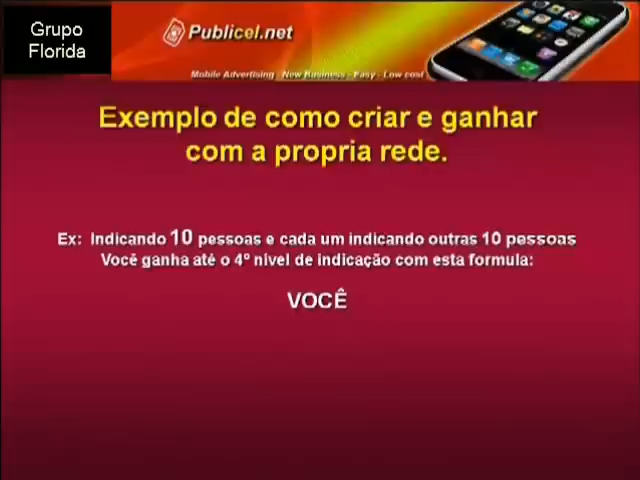 Grupo
Florida
Publicel.net
Mobile Advertising - New Business - Easy - Low cost
Exemplo de como criar e ganhar
com a propria rede.
Ex: Indicando 10 pessoas e cada um indicando outras 10 pessoas
Você ganha até o 4º nivel de indicação com esta formula:
VOCÊ